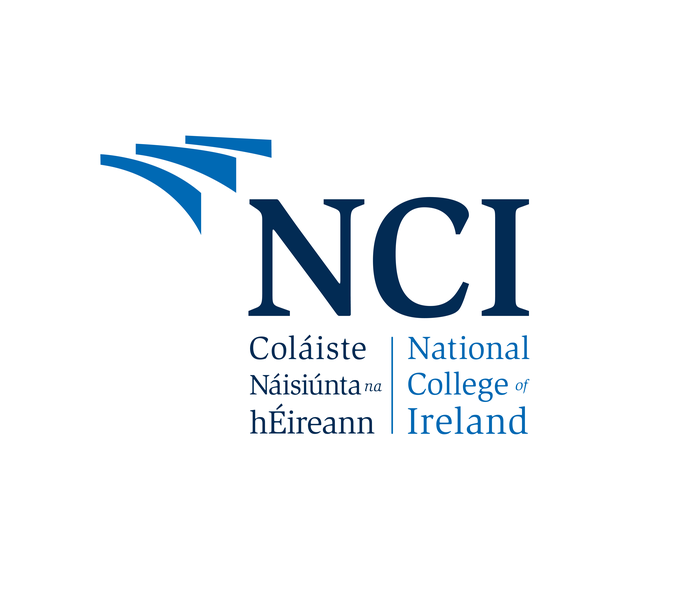 NCI
Coláiste
Náisiúnta na
hÉireann
National
College of
Ireland